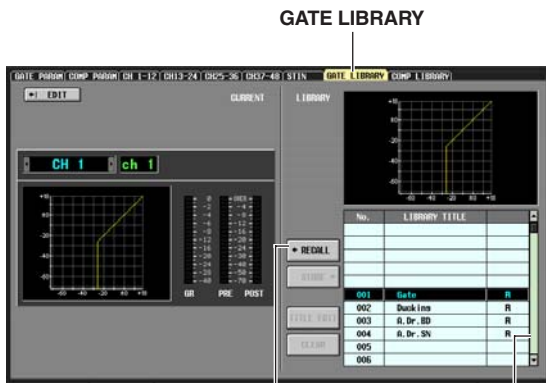 GATE LIBRARY
GATE PARAM COMP PARAM CH 1-12 CH13-24 CH25-36 CH37-48 STIN GATE LIBRARY COMP LIBRARY
EDIT CURRENT LIBRARY
CH 1 ch 1
No. LIBRARY TITLE
RECALL
STORE
TITLE EDIT
CLEAR
GR PRE POST
001 Gate R
002 Ducking R
003 A.Dr.BD R
004 A.Dr.SN R
005
006